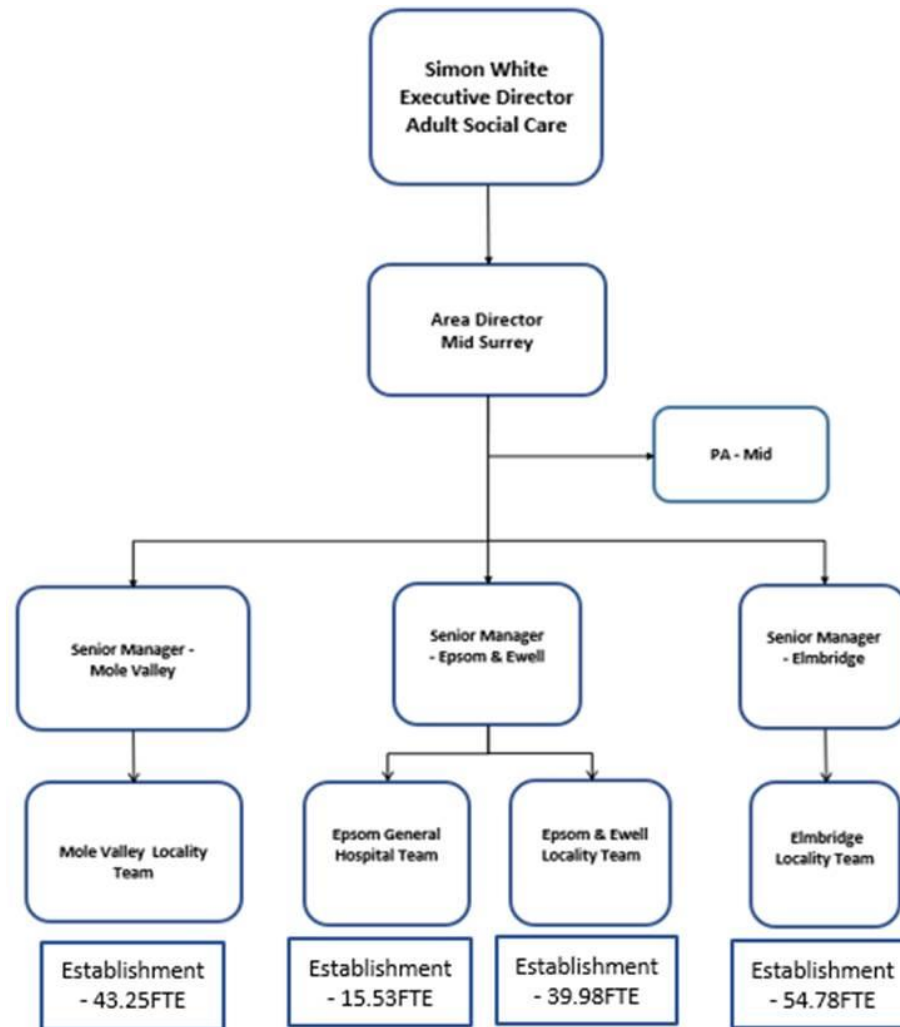 Simon White
Executive Director
Adult Social Care
Area Director
Mid Surrey
PA - Mid
Senior Manager -
Mole Valley
Senior Manager
- Epsom & Ewell
Senior Manager
- Elmbridge
Mole Valley Locality
Team
Epsom General
Hospital Team
Epsom & Ewell
Locality Team
Elmbridge
Locality Team
Establishment
- 43.25FTE
Establishment
- 15.53FTE
Establishment
- 39.98FTE
Establishment
- 54.78FTE